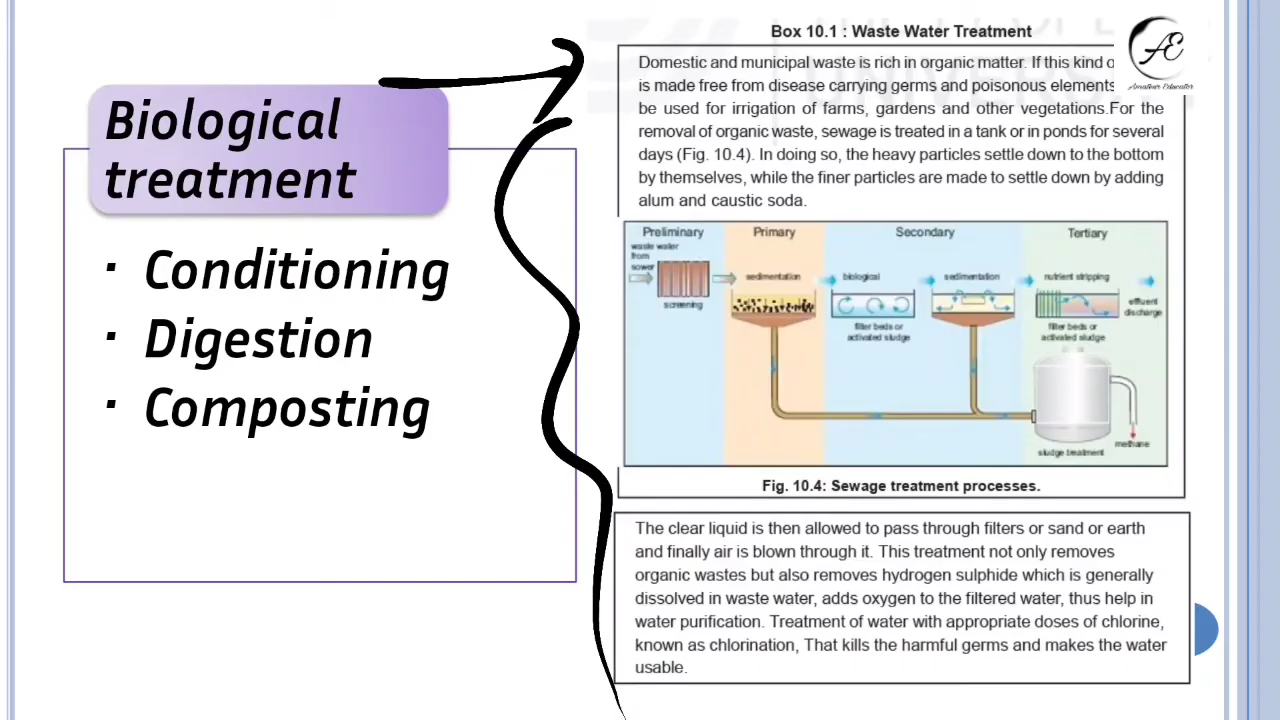 Biological
treatment
· Conditioning
· Digestion
· Composting
Box 10.1 : Waste Water Treatment
Domestic and municipal waste is rich in organic matter. If this kind o
is made free from disease carrying germs and poisonous elements
be used for irrigation of farms, gardens and other vegetations.For the
removal of organic waste, sewage is treated in a tank or in ponds for several
days (Fig. 10.4). In doing so, the heavy particles settle down to the bottom
by themselves, while the finer particles are made to settle down by adding
alum and caustic soda.
Æ
Amateur Educator
Preliminary Primary Secondary Tertiary
waste water
from
sower
screening
sedimentation
biological
filter beds or
activated sludge
sedimentation
nutrient stripping
filter beds or
activated sludge
effluent
discharge
sludge treatment
methane
Fig. 10.4: Sewage treatment processes.
The clear liquid is then allowed to pass through filters or sand or earth
and finally air is blown through it. This treatment not only removes
organic wastes but also removes hydrogen sulphide which is generally
dissolved in waste water, adds oxygen to the filtered water, thus help in
water purification. Treatment of water with appropriate doses of chlorine,
known as chlorination, That kills the harmful germs and makes the water
usable.